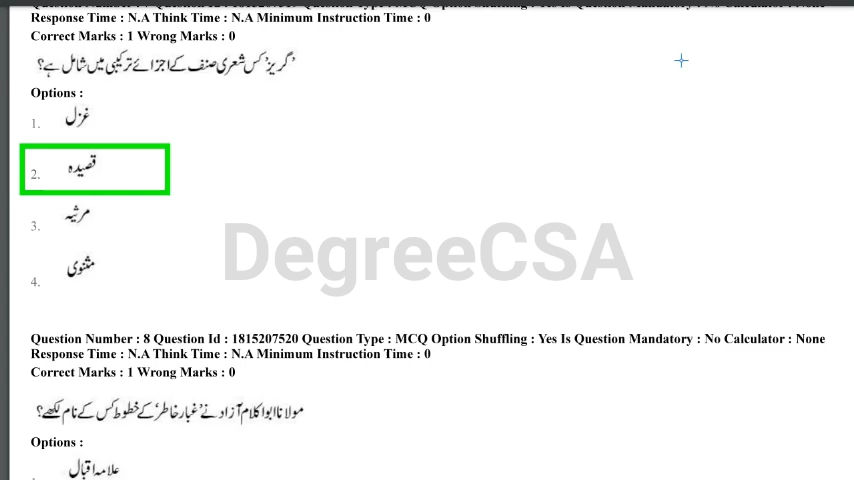 Response Time : N.A Think Time : N.A Minimum Instruction Time : 0
Correct Marks : 1 Wrong Marks : 0
’گریز‘ کس شعری صنف کے اجزائے ترکیبی میں شامل ہے؟
Options :
1. غزل
2. قصیدہ
3. مرثیہ
4. مثنوی
DegreeCSA
Question Number : 8 Question Id : 1815207520 Question Type : MCQ Option Shuffling : Yes Is Question Mandatory : No Calculator : None
Response Time : N.A Think Time : N.A Minimum Instruction Time : 0
Correct Marks : 1 Wrong Marks : 0
مولانا ابوا کلام آزاد نے ’غبار خاطر‘ کے خطوط کس کے نام لکھے؟
Options :
علامہ اقبال